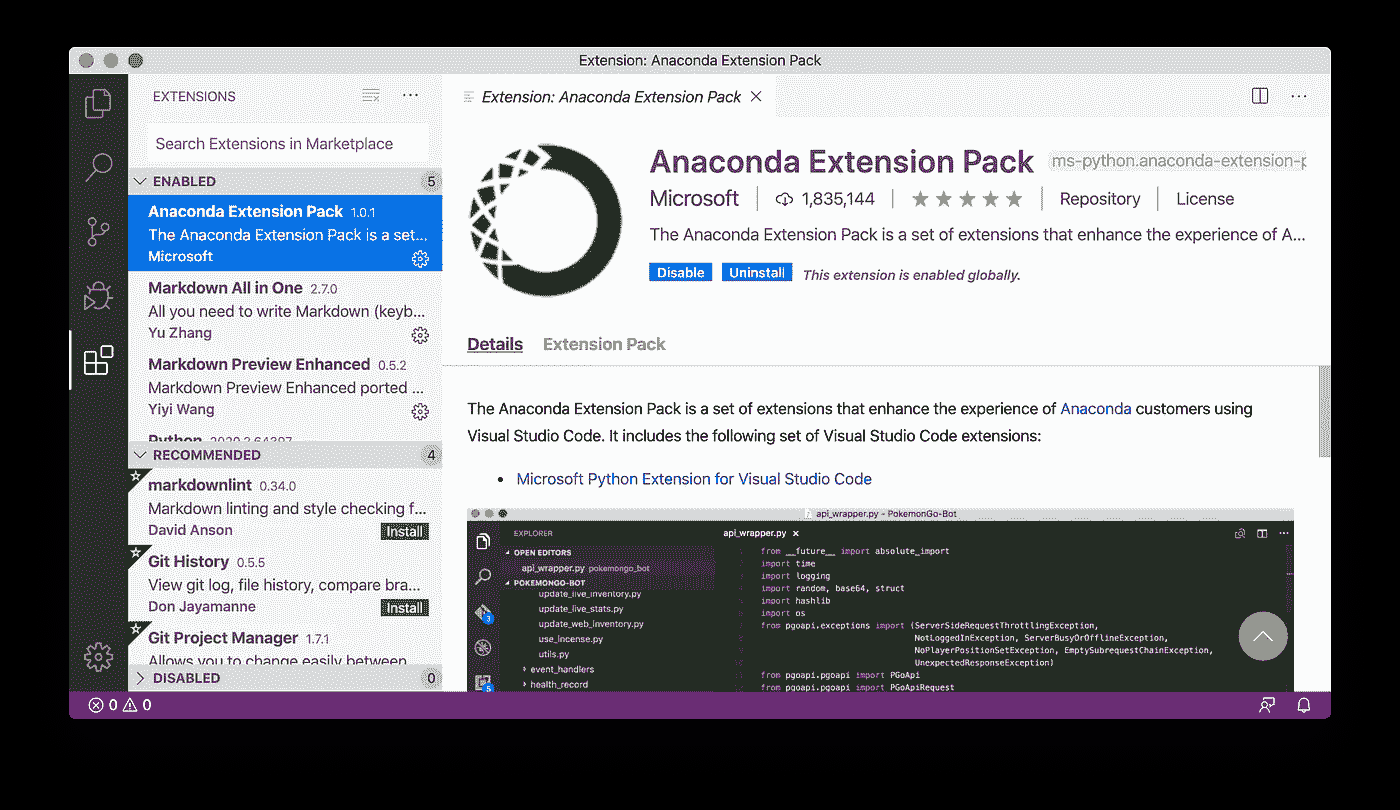 Extension: Anaconda Extension Pack
EXTENSIONS
Search Extensions in Marketplace
ENABLED 5
Anaconda Extension Pack 1.0.1
The Anaconda Extension Pack is a set...
Microsoft
Markdown All in One 2.7.0
All you need to write Markdown (keyb...
Yu Zhang
Markdown Preview Enhanced 0.5.2
Markdown Preview Enhanced ported ...
Yiyi Wang
Python 2020.2.64397
RECOMMENDED 4
markdownlint 0.34.0
Markdown linting and style checking f...
David Anson Install
Git History 0.5.5
View git log, file history, compare bra...
Don Jayamanne Install
Git Project Manager 1.7.1
Allows you to change easily between
DISABLED 0
0 0
Extension: Anaconda Extension Pack
Anaconda Extension Pack ms-python.anaconda-extension-p
Microsoft 1,835,144 Repository License
The Anaconda Extension Pack is a set of extensions that enhance the experience of A...
Disable Uninstall This extension is enabled globally.
Details Extension Pack
The Anaconda Extension Pack is a set of extensions that enhance the experience of Anaconda customers using
Visual Studio Code. It includes the following set of Visual Studio Code extensions:
• Microsoft Python Extension for Visual Studio Code
api_wrapper.py - PokemonGo-Bot
EXPLORER
OPEN EDITORS
api_wrapper.py pokemongo_bot
POKEMONGO-BOT
update_live_inventory.py
update_live_stats.py
update_web_inventory.py
use_incense.py
utils.py
event_handlers
health_record
3
5
api_wrapper.py
from __future__ import absolute_import
import time
import logging
import random, base64, struct
import hashlib
import os
from pgoapi.exceptions import (ServerSideRequestThrottlingException,
NotLoggedInException, ServerBusyOrOfflineException,
NoPlayerPositionSetException, EmptySubrequestChainException,
UnexpectedResponseException)
from pgoapi.pgoapi import PGoApi
from pgoapi.pgoapi import PGoApiRequest